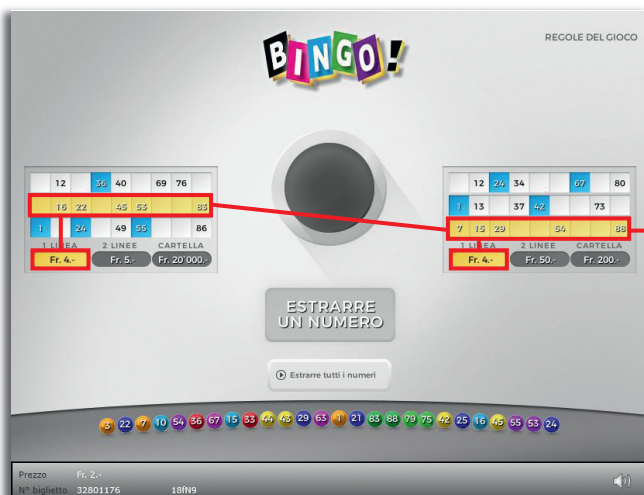 REGOLE DEL GIOCO
BINGO!
12 36 40 69 76
16 22 45 53 83
1 24 49 55 86
1 LINEA 2 LINEE CARTELLA
Fr. 4.- Fr. 5.- Fr. 20'000.-
12 24 34 67 80
1 13 37 42 73
7 15 29 54 88
1 LINEA 2 LINEE CARTELLA
Fr. 4.- Fr. 50.- Fr. 200.-
ESTRARRE
UN NUMERO
Estrarre tutti i numeri
3 22 7 10 54 36 67 15 33 44 43 29 63 1 21 83 88 79 75 42 25 16 45 55 53 24
Prezzo Fr. 2.-
N° biglietto 32801176 18fN9